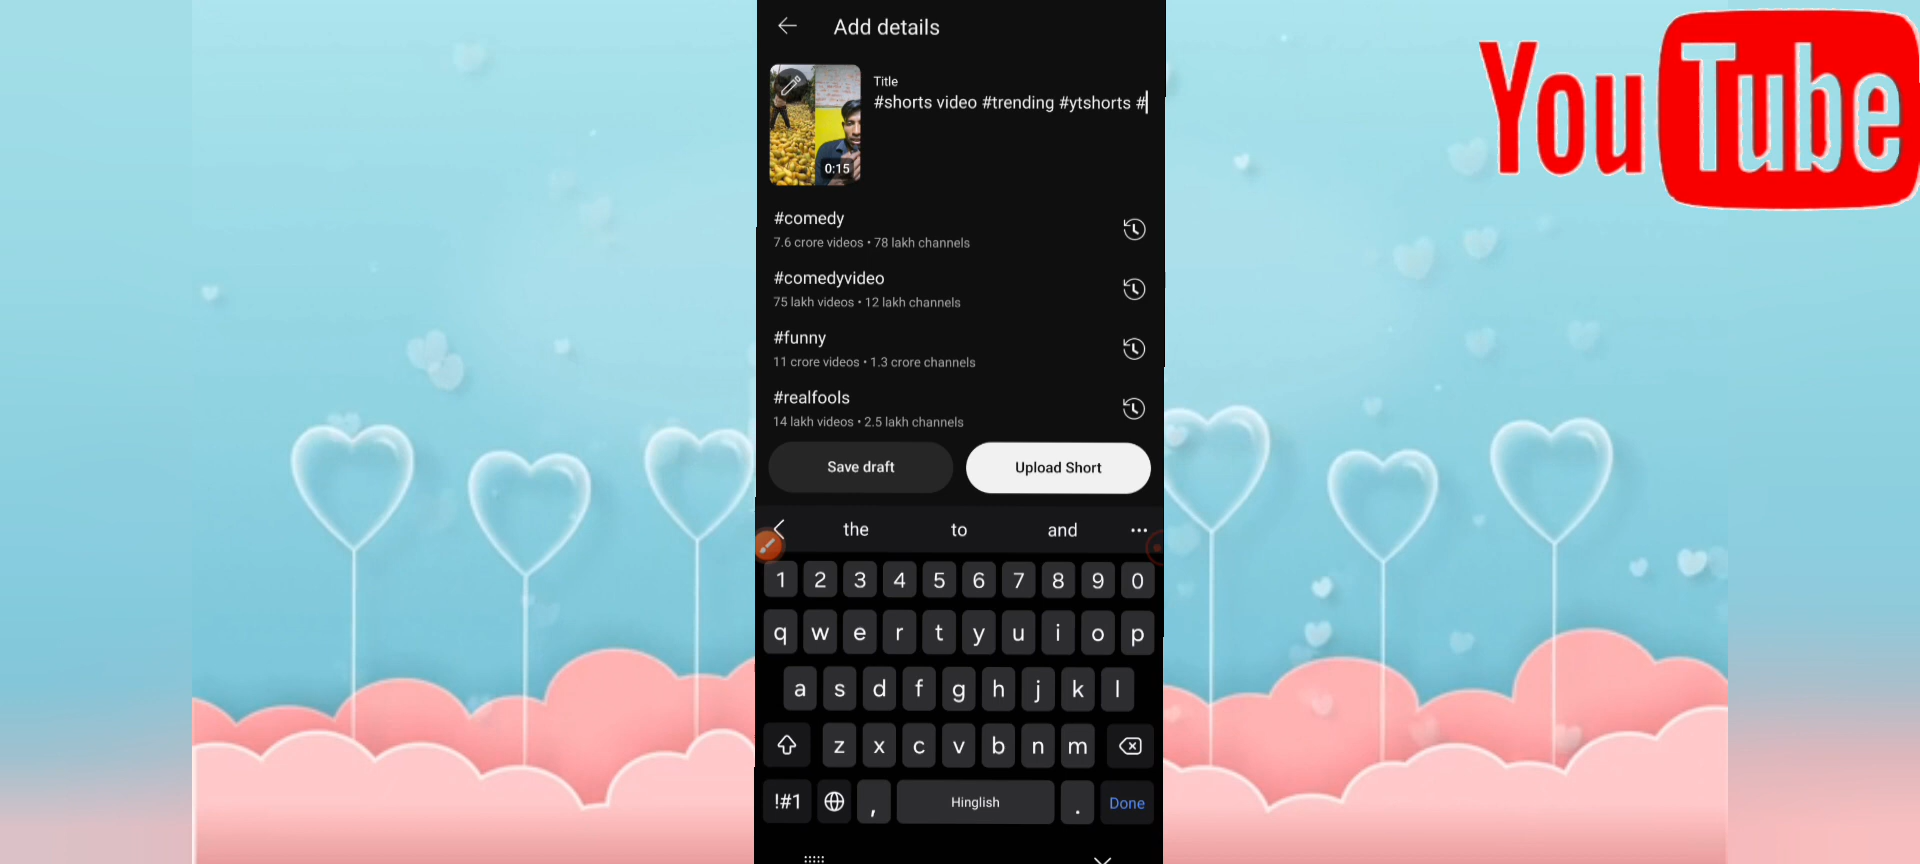 Add details
YouTube
Title
#shorts video #trending #ytshorts #
0:15
#comedy
7.6 crore videos • 78 lakh channels
#comedyvideo
75 lakh videos • 12 lakh channels
#funny
11 crore videos • 1.3 crore channels
#realfools
14 lakh videos • 2.5 lakh channels
Save draft Upload Short
the to and
1 2 3 4 5 6 7 8 9 0
q w e r t y u i o p
a s d f g h j k l
z x c v b n m
!#1 , Hinglish . Done